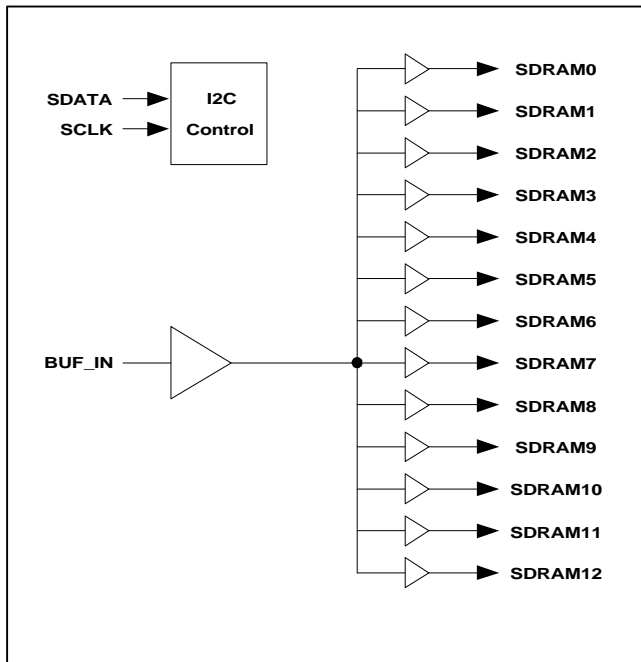 SDATA
SCLK
I2C
Control
BUF_IN
SDRAM0
SDRAM1
SDRAM2
SDRAM3
SDRAM4
SDRAM5
SDRAM6
SDRAM7
SDRAM8
SDRAM9
SDRAM10
SDRAM11
SDRAM12